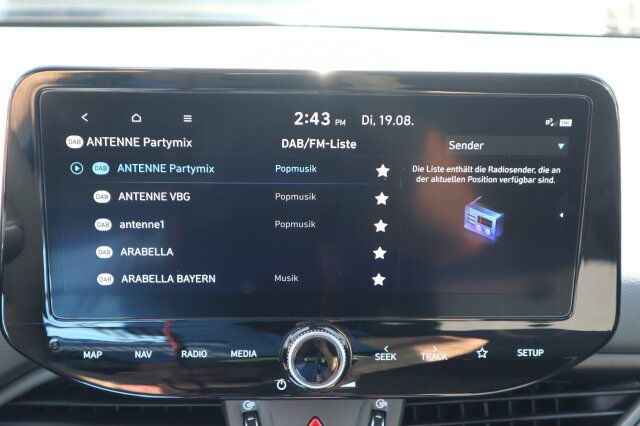 2:43 PM Di, 19.08. TMC
DAB ANTENNE Partymix DAB/FM-Liste Sender
DAB ANTENNE Partymix Popmusik
DAB ANTENNE VBG Popmusik
DAB antenne1 Popmusik
DAB ARABELLA
DAB ARABELLA BAYERN Musik
Die Liste enthält die Radiosender, die an
der aktuellen Position verfügbar sind.
MAP NAV RADIO MEDIA SEEK TRACK SETUP